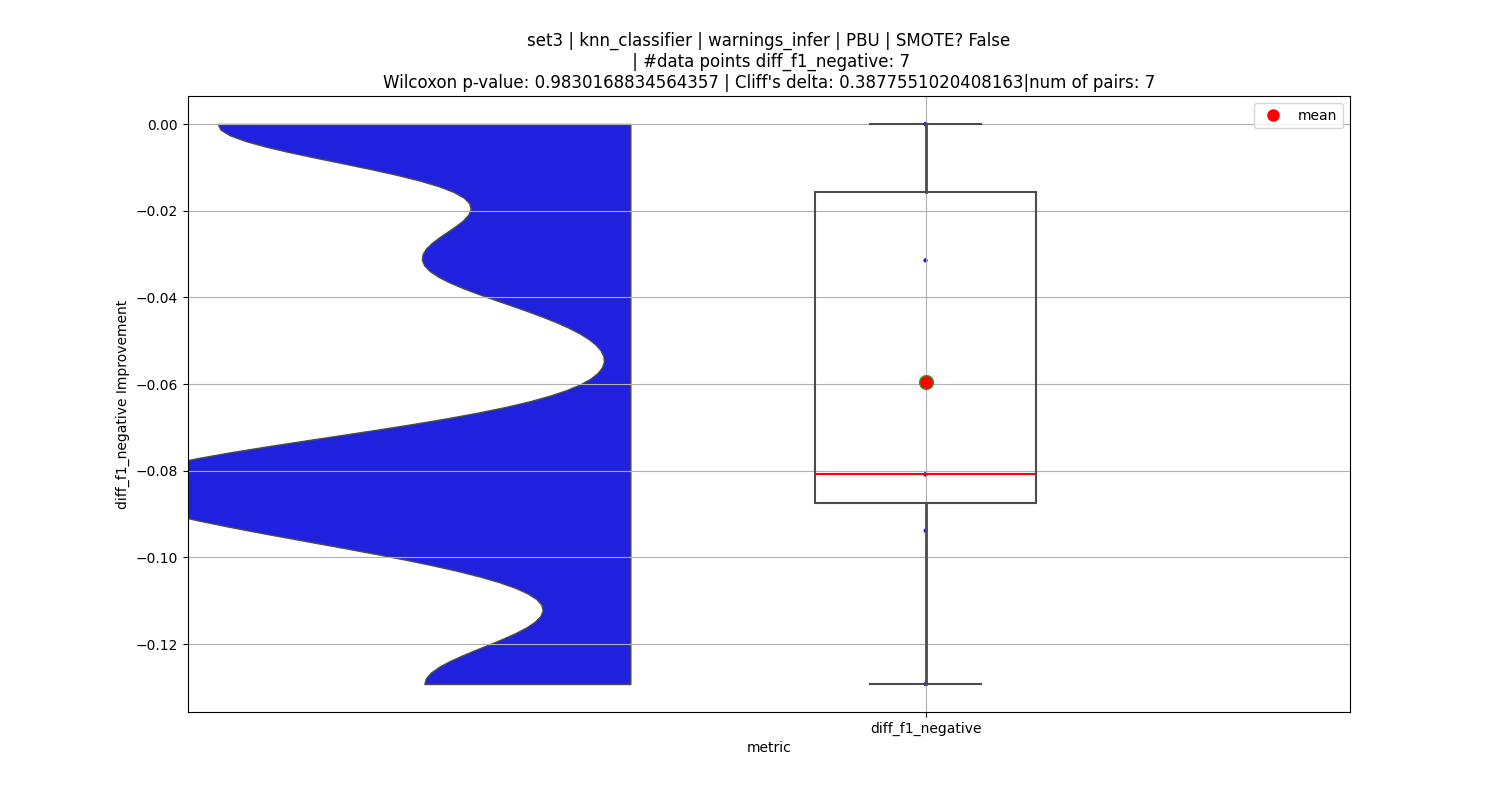 set3 | knn_classifier | warnings_infer | PBU | SMOTE? False
| #data points diff_f1_negative: 7
Wilcoxon p-value: 0.9830168834564357 | Cliff's delta: 0.3877551020408163|num of pairs: 7
mean
0.00
−0.02
−0.04
−0.06
−0.08
−0.10
−0.12
diff_f1_negative Improvement
diff_f1_negative
metric